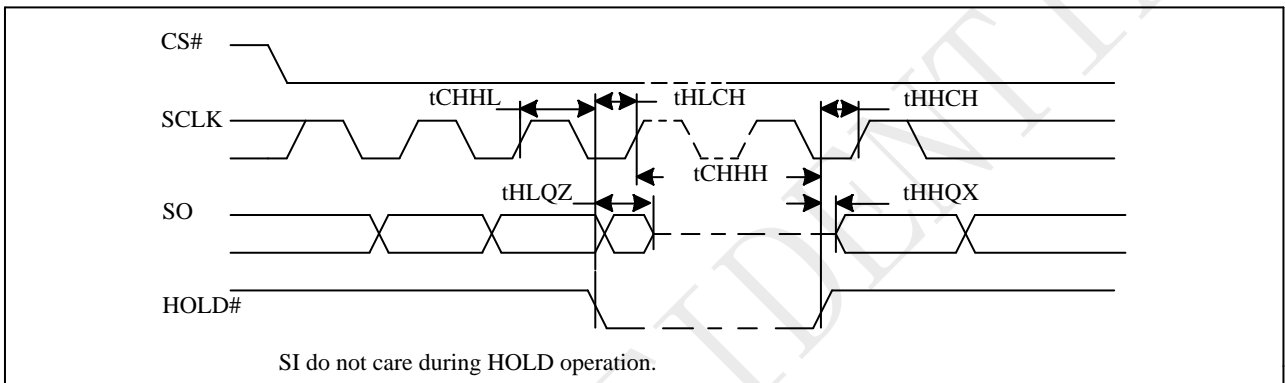 CS#
tCHHL
tHLCH
tHHCH
SCLK
tCHHH
tHLQZ
tHHQX
SO
HOLD#
SI do not care during HOLD operation.